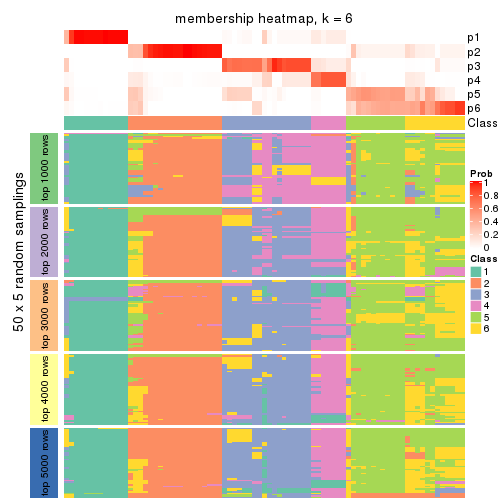 membership heatmap, k = 6
p1
p2
p3
p4
p5
p6
Class
50 x 5 random samplings
top 1000 rows
top 2000 rows
top 3000 rows
top 4000 rows
top 5000 rows
Prob
1
0.8
0.6
0.4
0.2
0
Class
1
2
3
4
5
6